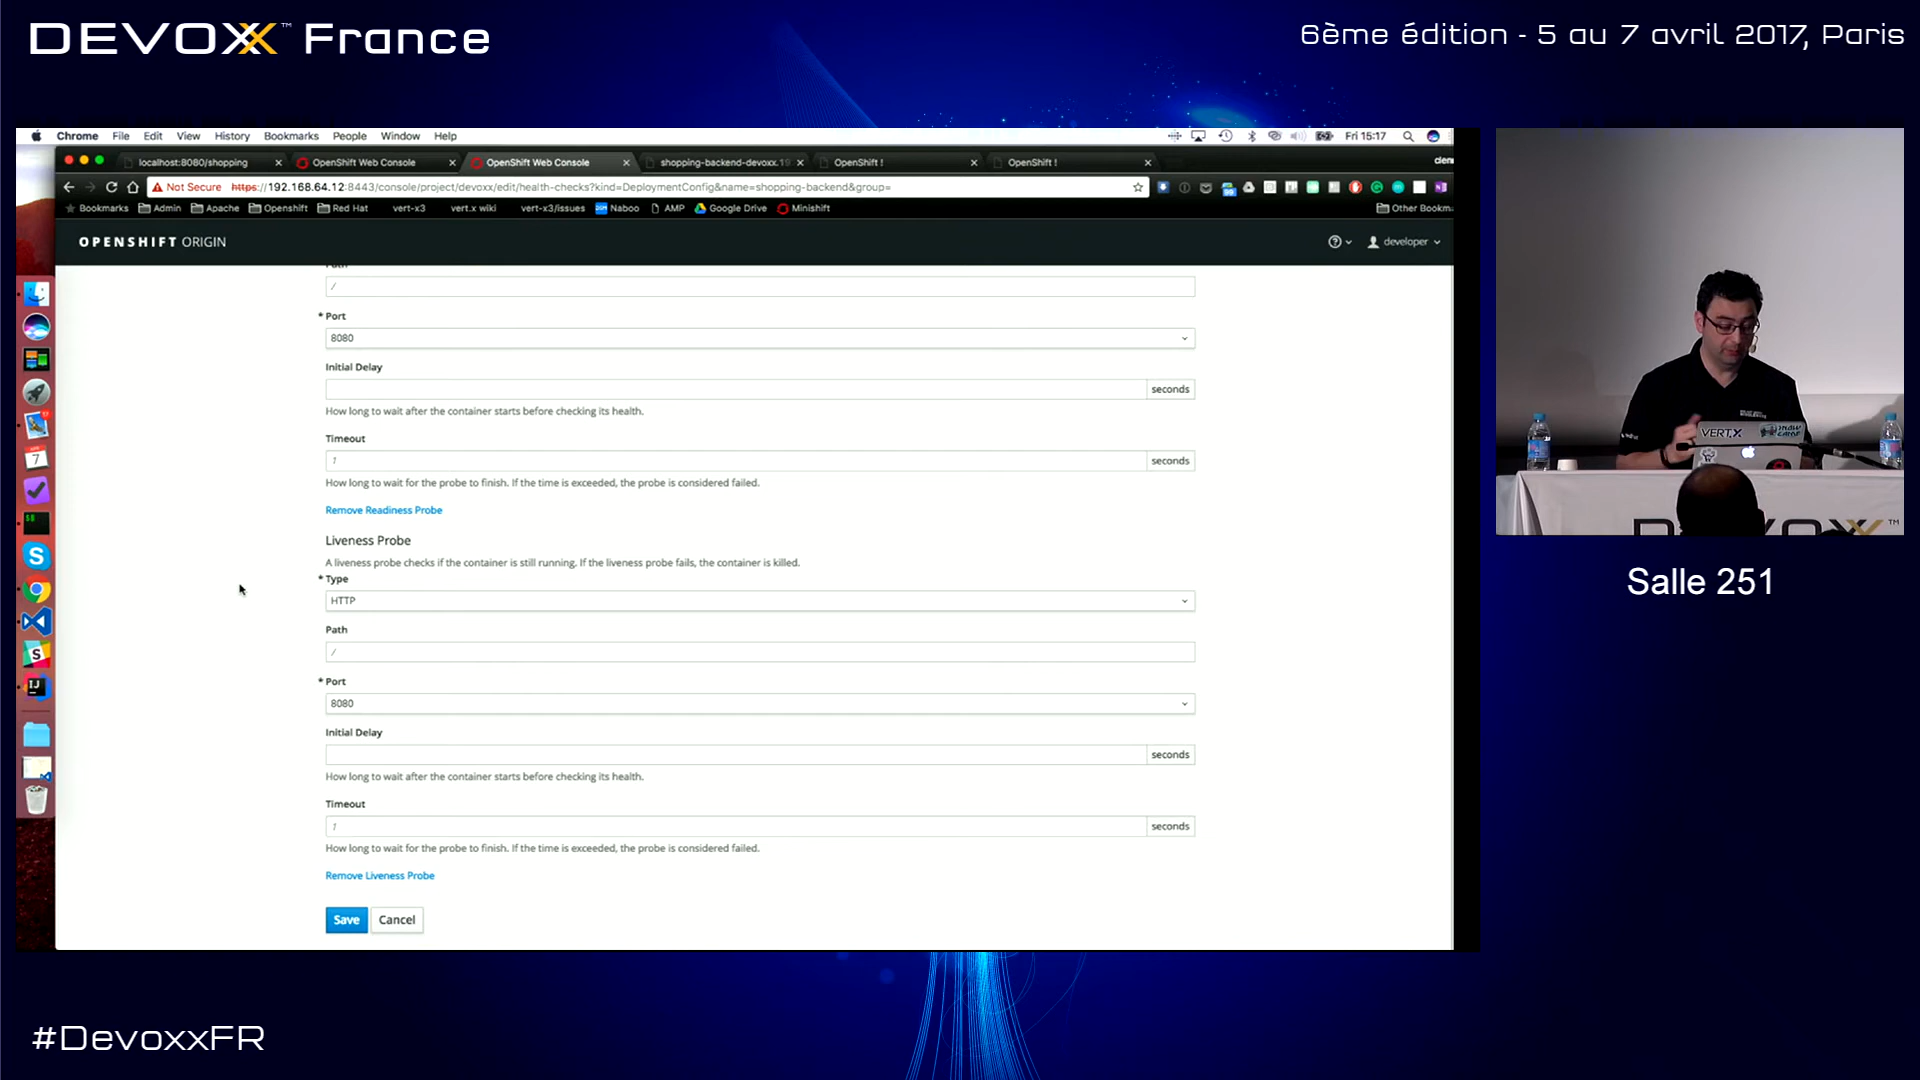 DEVOXX™ France
6ème édition - 5 au 7 avril 2017, Paris
Chrome File Edit View History Bookmarks People Window Help
Fri 15:17
localhost:8080/shopping
OpenShift Web Console
OpenShift Web Console
shopping-backend-devoxx.19
OpenShift !
OpenShift !
Not Secure https://192.168.64.12:8443/console/project/devoxx/edit/health-checks?kind=DeploymentConfig&name=shopping-backend&group=
Bookmarks Admin Apache Openshift Red Hat vert-x3 vert.x wiki vert-x3/issues Naboo AMP Google Drive Minishift
Other Bookm
OPENSHIFT ORIGIN
developer
Path
/
* Port
8080
Initial Delay
seconds
How long to wait after the container starts before checking its health.
Timeout
1
seconds
How long to wait for the probe to finish. If the time is exceeded, the probe is considered failed.
Remove Readiness Probe
Liveness Probe
A liveness probe checks if the container is still running. If the liveness probe fails, the container is killed.
* Type
HTTP
Path
/
* Port
8080
Initial Delay
seconds
How long to wait after the container starts before checking its health.
Timeout
1
seconds
How long to wait for the probe to finish. If the time is exceeded, the probe is considered failed.
Remove Liveness Probe
Save
Cancel
VERT.X
Salle 251
#DevoxxFR